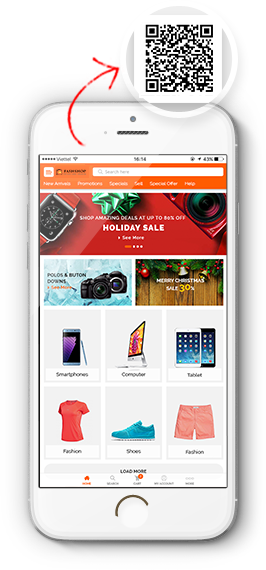 Viettel 16:14 43%
FASHSHOP Search here
New Arrivals Promotions Specials Sell Special Offer Help
SHOP AMAZING DEALS AT UP TO 80% OFF
HOLIDAY SALE
See More
POLOS & BUTON
DOWNS
See More
MERRY CHRISTMAS
SALE 30%
Smartphones Computer Tablet
Fashion Shoes Fashion
LOAD MORE
HOME SEARCH CART MY ACCOUNT MORE